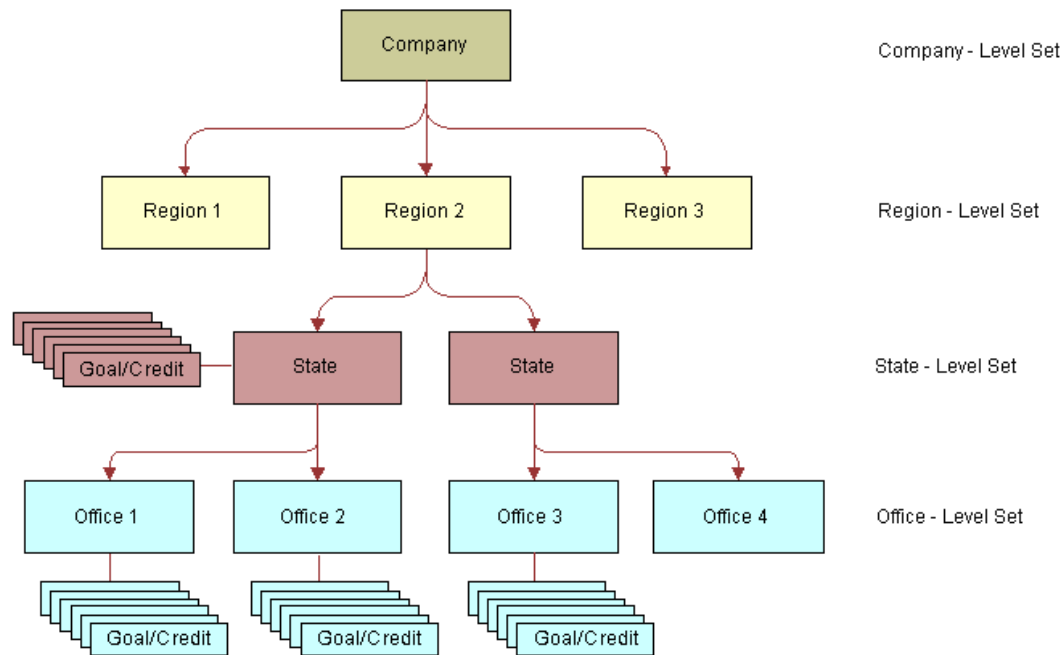 Company
Company - Level Set
Region 1
Region 2
Region 3
Region - Level Set
Goal/Credit
State
State
State - Level Set
Office 1
Office 2
Office 3
Office 4
Office - Level Set
Goal/Credit
Goal/Credit
Goal/Credit